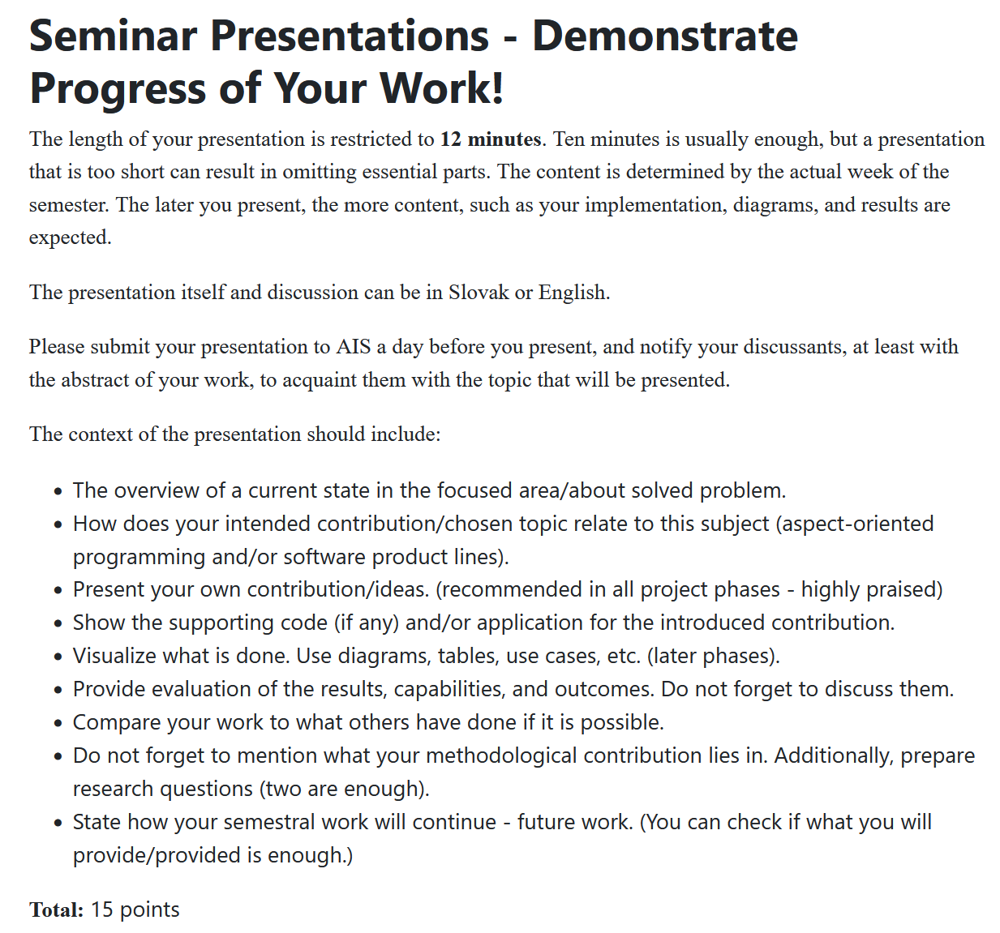 Seminar Presentations - Demonstrate
Progress of Your Work!
The length of your presentation is restricted to 12 minutes. Ten minutes is usually enough, but a presentation
that is too short can result in omitting essential parts. The content is determined by the actual week of the
semester. The later you present, the more content, such as your implementation, diagrams, and results are
expected.
The presentation itself and discussion can be in Slovak or English.
Please submit your presentation to AIS a day before you present, and notify your discussants, at least with
the abstract of your work, to acquaint them with the topic that will be presented.
The context of the presentation should include:
• The overview of a current state in the focused area/about solved problem.
• How does your intended contribution/chosen topic relate to this subject (aspect-oriented
programming and/or software product lines).
• Present your own contribution/ideas. (recommended in all project phases - highly praised)
• Show the supporting code (if any) and/or application for the introduced contribution.
• Visualize what is done. Use diagrams, tables, use cases, etc. (later phases).
• Provide evaluation of the results, capabilities, and outcomes. Do not forget to discuss them.
• Compare your work to what others have done if it is possible.
• Do not forget to mention what your methodological contribution lies in. Additionally, prepare
research questions (two are enough).
• State how your semestral work will continue - future work. (You can check if what you will
provide/provided is enough.)
Total: 15 points